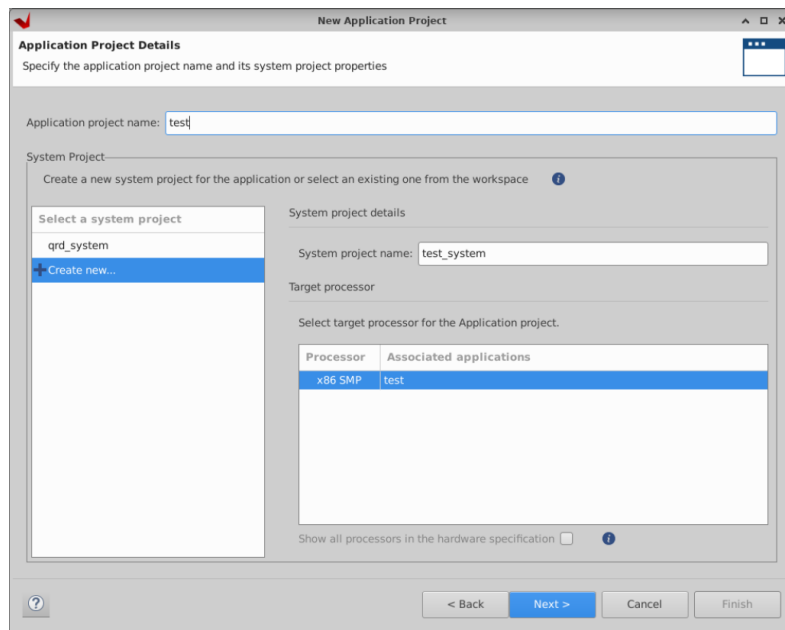 New Application Project
Application Project Details
Specify the application project name and its system project properties
Application project name: test
System Project
Create a new system project for the application or select an existing one from the workspace
Select a system project
qrd_system
Create new...
System project details
System project name: test_system
Target processor
Select target processor for the Application project.
Processor Associated applications
x86 SMP test
Show all processors in the hardware specification
< Back Next > Cancel Finish